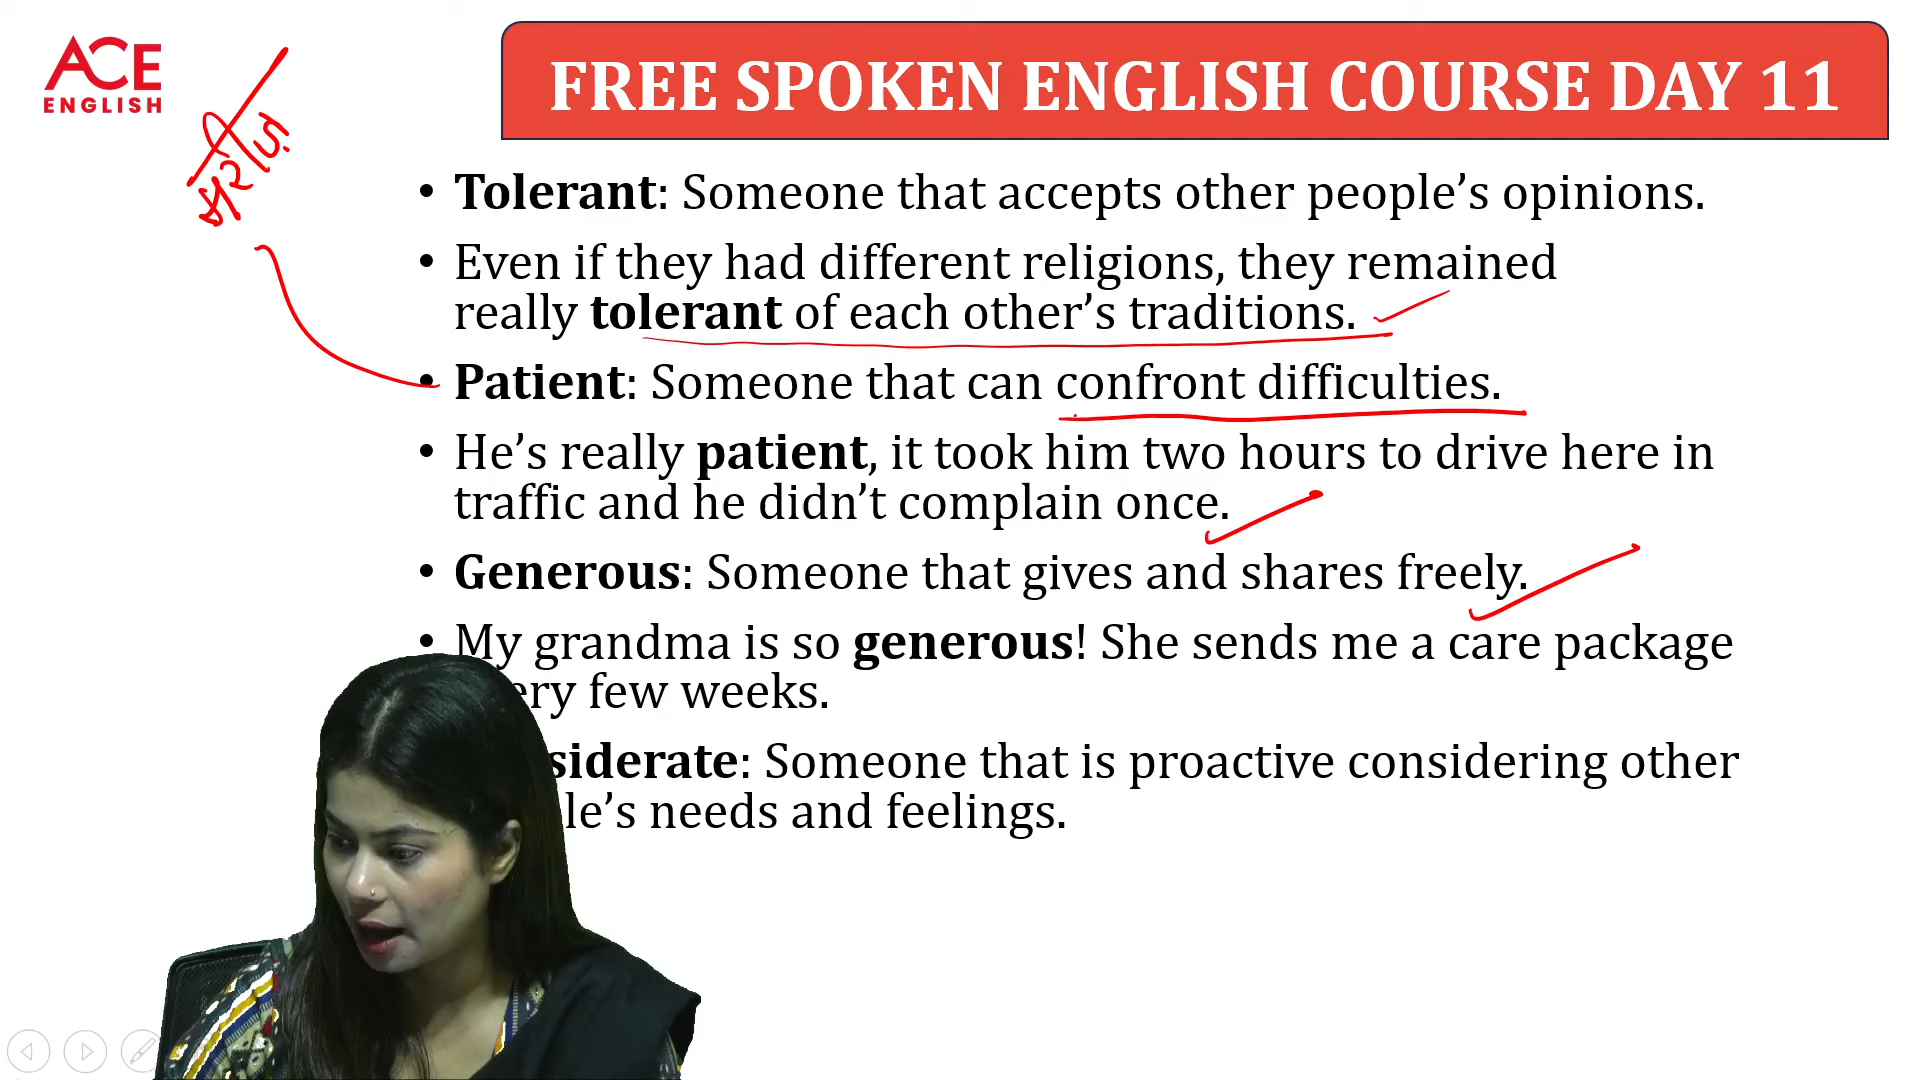 ACE
ENGLISH
FREE SPOKEN ENGLISH COURSE DAY 11
मरीज़
• Tolerant: Someone that accepts other people’s opinions.
• Even if they had different religions, they remained
really tolerant of each other’s traditions.
• Patient: Someone that can confront difficulties.
• He’s really patient, it took him two hours to drive here in
traffic and he didn’t complain once.
• Generous: Someone that gives and shares freely.
• My grandma is so generous! She sends me a care package
ery few weeks.
siderate: Someone that is proactive considering other
le’s needs and feelings.